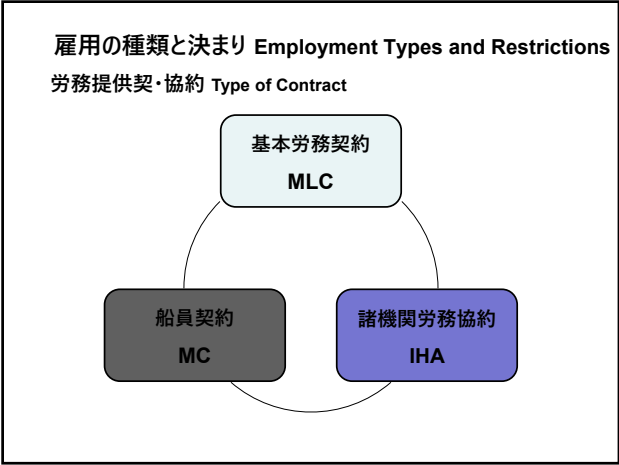 雇用の種類と決まり Employment Types and Restrictions
労務提供契・協約 Type of Contract
基本労務契約
MLC
船員契約
MC
諸機関労務協約
IHA